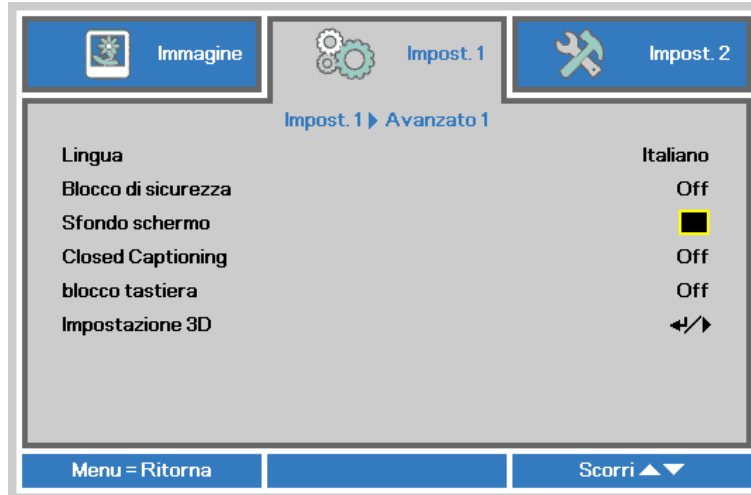 Immagine
Impost. 1
Impost. 2
Impost. 1 Avanzato 1
Lingua Italiano
Blocco di sicurezza Off
Sfondo schermo
Closed Captioning Off
blocco tastiera Off
Impostazione 3D
Menu = Ritorna
Scorri